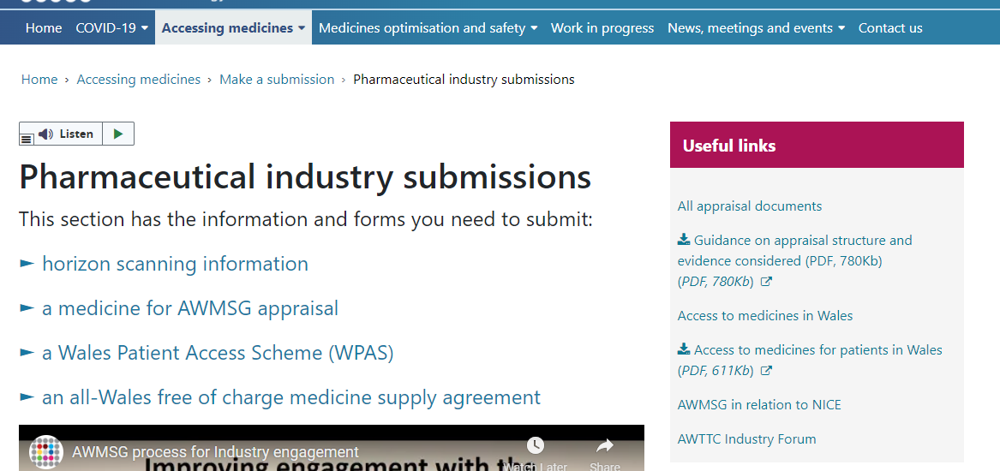 Home COVID-19 Accessing medicines Medicines optimisation and safety Work in progress News, meetings and events Contact us
Home › Accessing medicines › Make a submission › Pharmaceutical industry submissions
Listen
Pharmaceutical industry submissions
This section has the information and forms you need to submit:
► horizon scanning information
► a medicine for AWMSG appraisal
► a Wales Patient Access Scheme (WPAS)
► an all-Wales free of charge medicine supply agreement
AWMSG process for Industry engagement
Improving engagement with the
Watch Later Share
Useful links
All appraisal documents
Guidance on appraisal structure and
evidence considered (PDF, 780Kb)
(PDF, 780Kb)
Access to medicines in Wales
Access to medicines for patients in Wales
(PDF, 611Kb)
AWMSG in relation to NICE
AWTTC Industry Forum